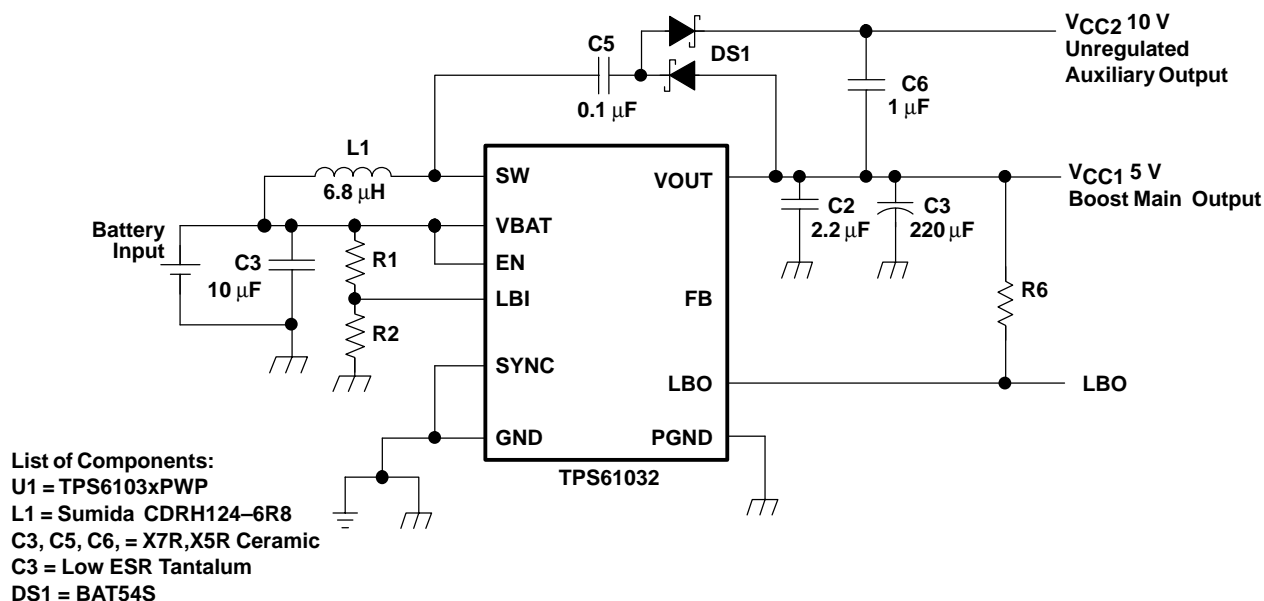 VCC2 10 V
Unregulated
Auxiliary Output
C5
DS1
0.1 µF
C6
1 µF
L1
6.8 µH
SW
VOUT
VCC1 5 V
Boost Main Output
Battery
Input
VBAT
C3
10 µF
R1
EN
C2
2.2 µF
C3
220 µF
LBI
FB
R6
R2
SYNC
LBO
LBO
GND
PGND
TPS61032
List of Components:
U1 = TPS6103xPWP
L1 = Sumida CDRH124–6R8
C3, C5, C6, = X7R,X5R Ceramic
C3 = Low ESR Tantalum
DS1 = BAT54S